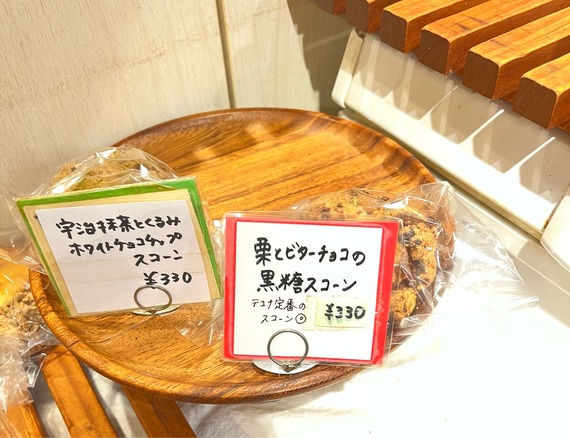 宇治抹茶とくるみ
ホワイトチョコチップ
スコーン
¥330
栗とビターチョコの
黒糖スコーン
テユナ定番の
スコーン◎
¥330